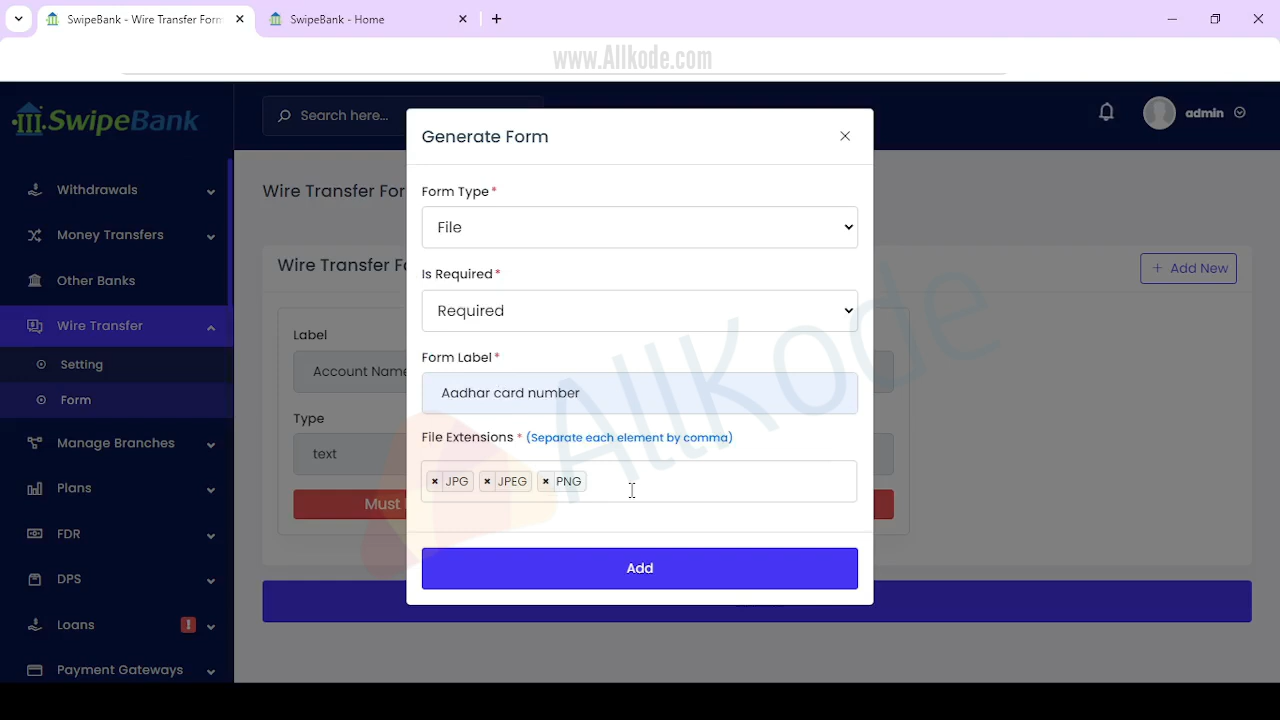 SwipeBank - Wire Transfer Form
SwipeBank - Home
www.Allkode.com
SwipeBank
Search here...
admin
Withdrawals
Money Transfers
Other Banks
Wire Transfer
Setting
Form
Manage Branches
Plans
FDR
DPS
Loans
!
Payment Gateways
Wire Transfer For
Wire Transfer Fo
+ Add New
Label
Account Name
Type
text
Must
Generate Form
Form Type*
File
Is Required*
Required
Form Label*
Aadhar card number
File Extensions * (Separate each element by comma)
× JPG × JPEG × PNG
Add
AllKode